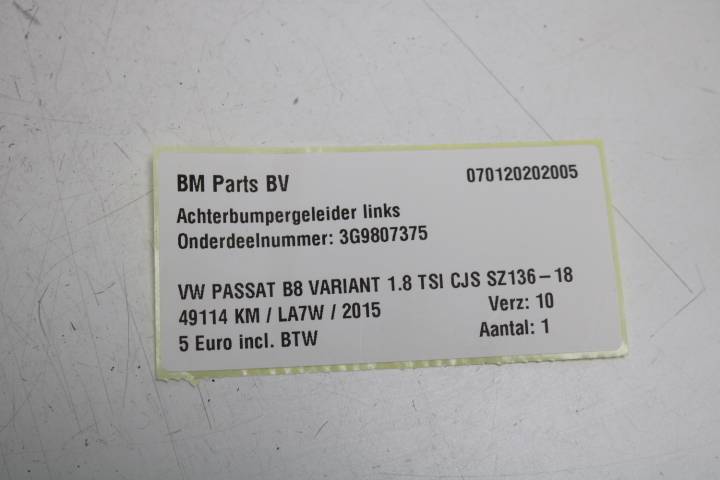 BM Parts BV 070120202005
Achterbumpergeleider links
Onderdeelnummer: 3G9807375
VW PASSAT B8 VARIANT 1.8 TSI CJS SZ136-18
49114 KM / LA7W / 2015 Verz: 10
5 Euro incl. BTW Aantal: 1